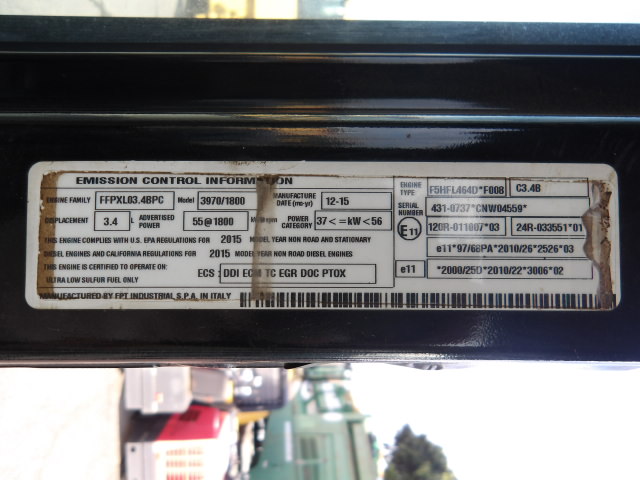 EMISSION CONTROL INFORMATION
ENGINE FAMILY FFPXL03.4BPC Model 3970/1800 MANUFACTURE DATE (mm-yr) 12-15
DISPLACEMENT 3.4 L ADVERTISED POWER 55@1800 POWER CATEGORY 37<=kW<56
THIS ENGINE COMPLIES WITH U.S. EPA REGULATIONS FOR 2015 MODEL YEAR NON ROAD AND STATIONARY
DIESEL ENGINES AND CALIFORNIA REGULATIONS FOR 2015 MODEL YEAR NON ROAD DIESEL ENGINES
THIS ENGINE IS CERTIFIED TO OPERATE ON:
ULTRA LOW SULFUR FUEL ONLY
ECS : DDI ECM TC EGR DOC PTOX
MANUFACTURED BY FPT INDUSTRIAL S.P.A. IN ITALY
ENGINE TYPE F5HFL464D*F008 C3.4B
SERIAL NUMBER 431-0737*CNW04559*
E11 120R-011807*03 24R-033551*01
e11*97/68PA*2010/26*2526*03
e11 *2000/25D*2010/22*3006*02